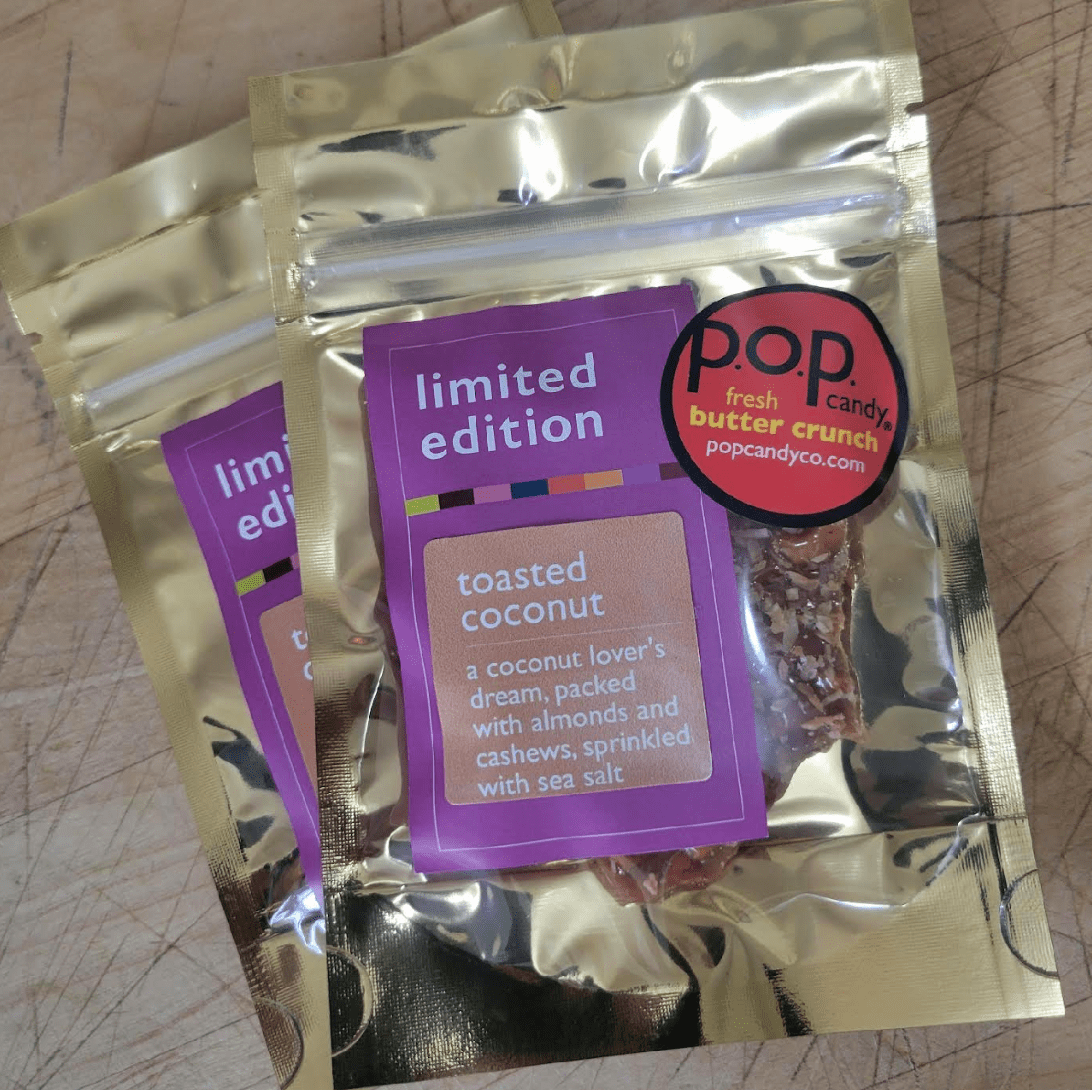 limited
edition
p.o.p.
candy®
fresh
butter crunch
popcandyco.com
toasted
coconut
a coconut lover's
dream, packed
with almonds and
cashews, sprinkled
with sea salt
limi
edi
t
c